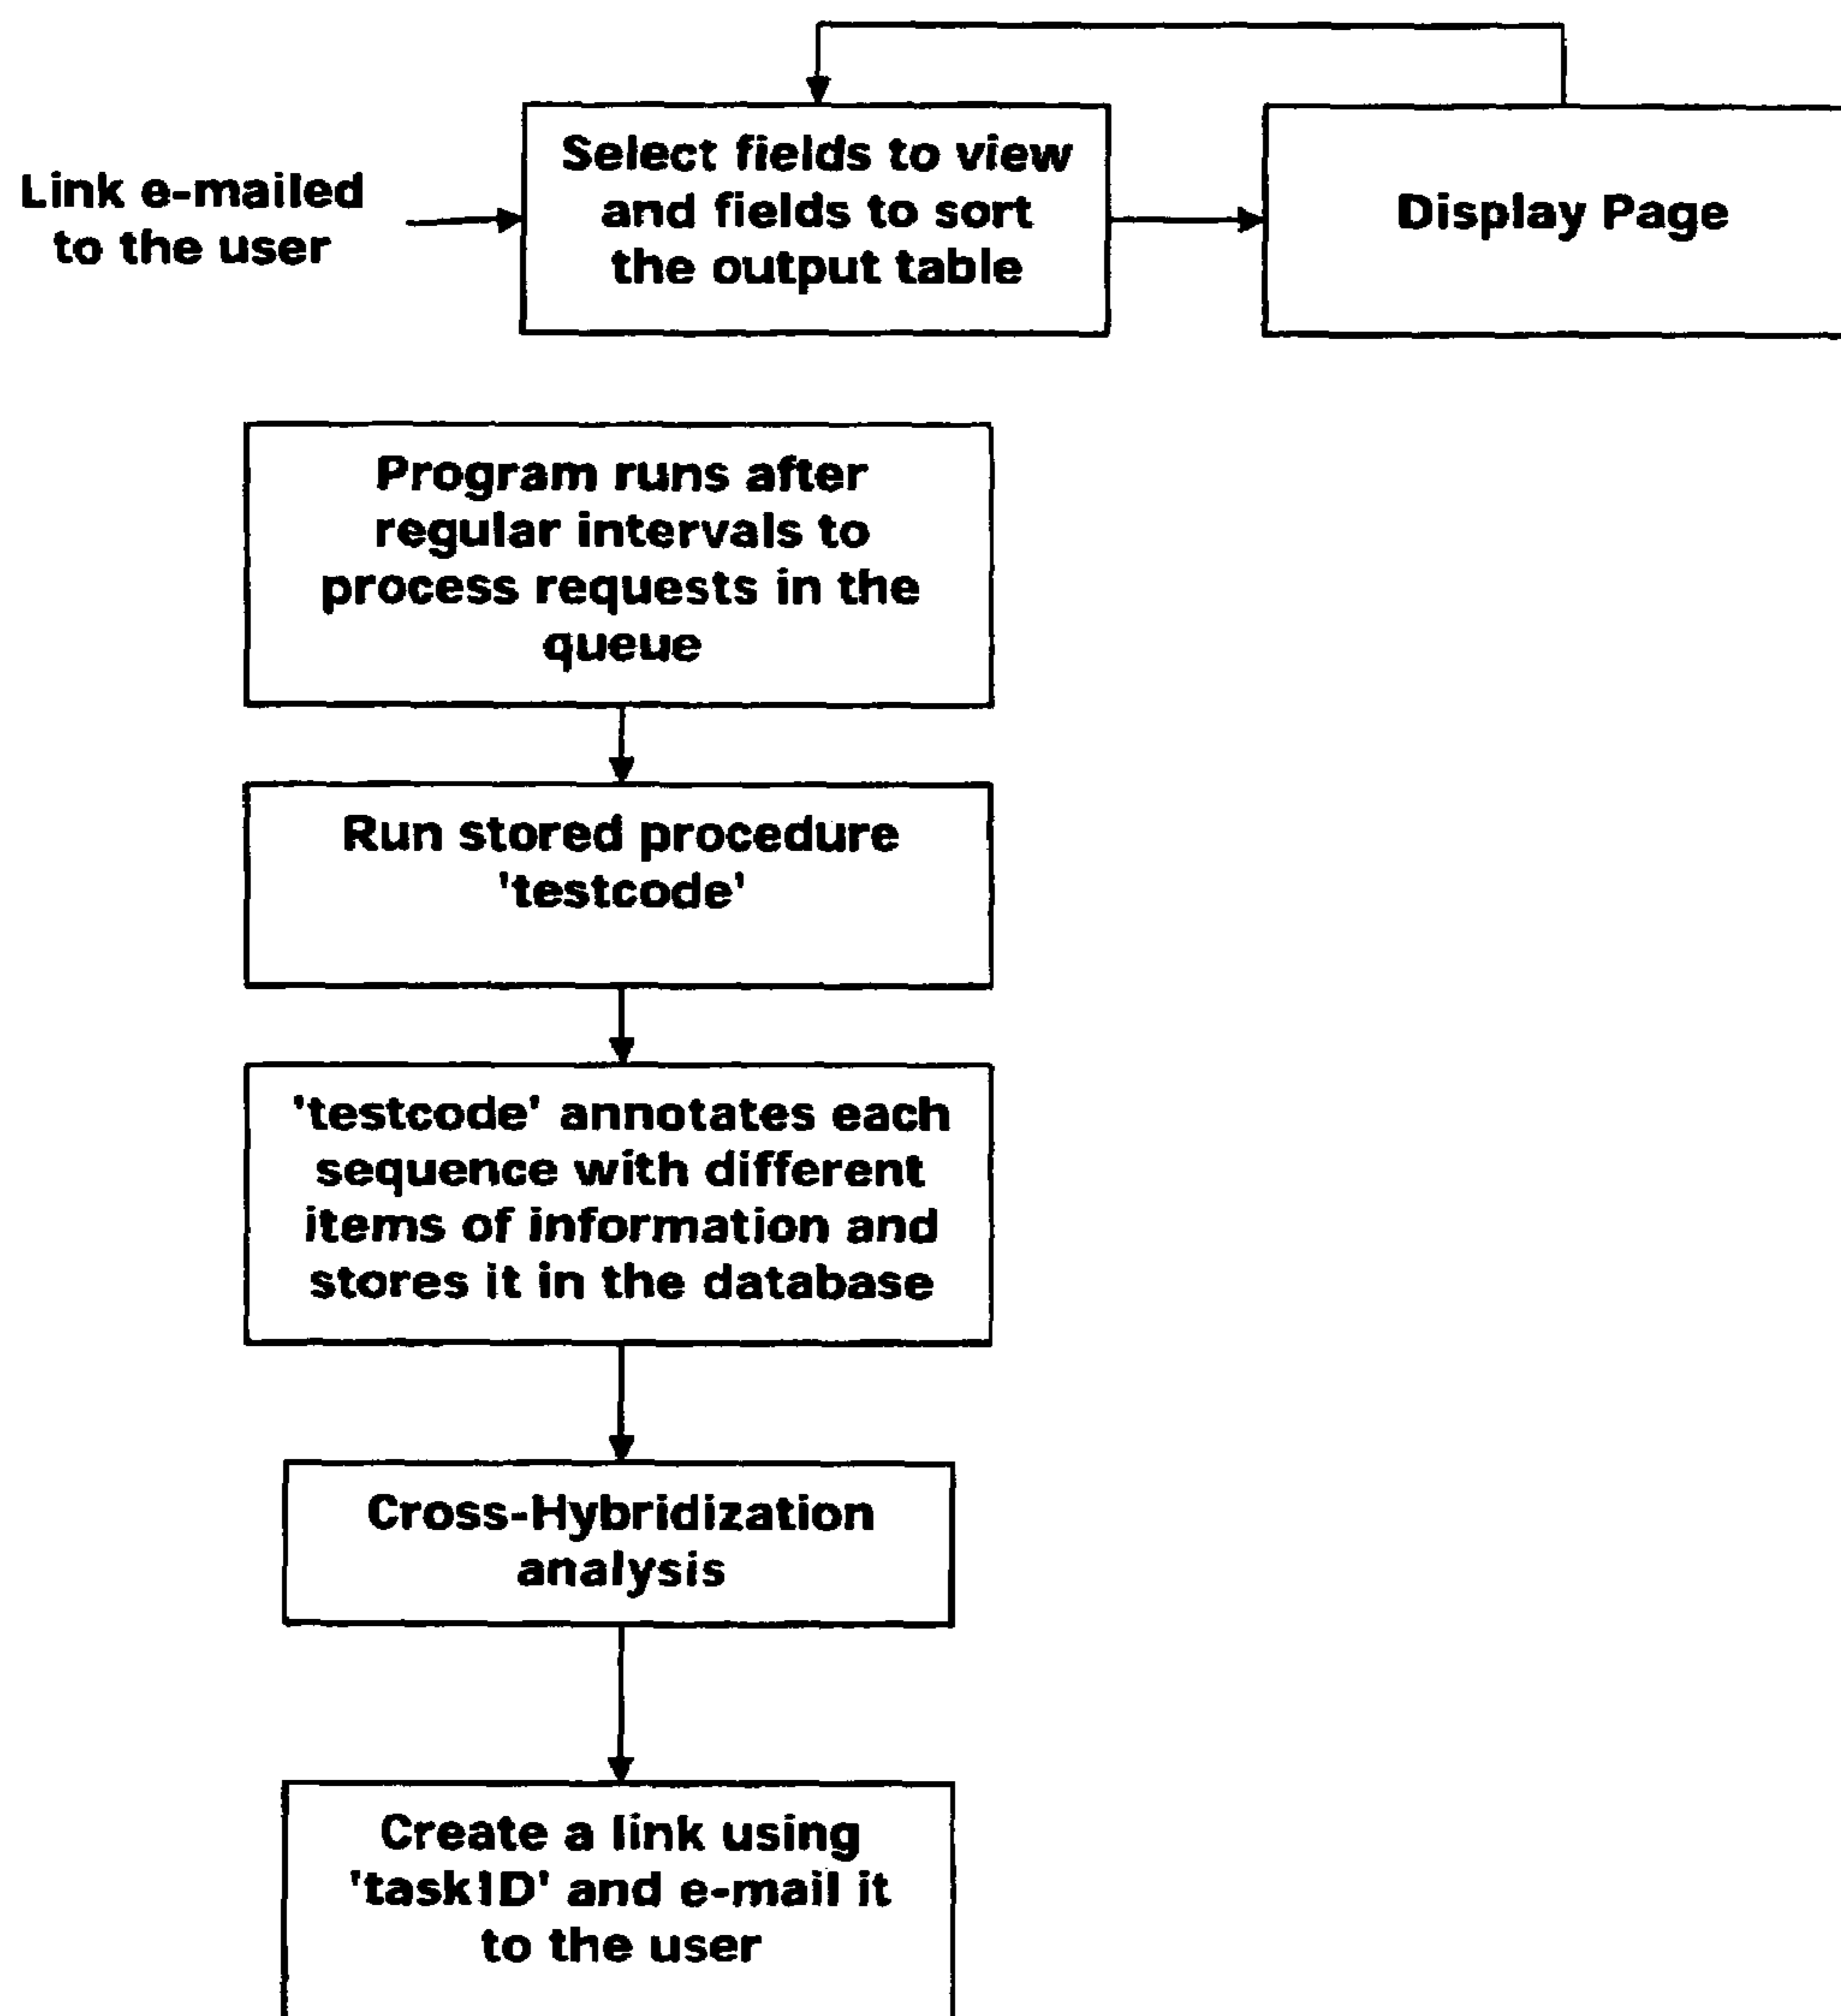 Link e-mailed
to the user
Select fields to view
and fields to sort
the output table
Display Page
Program runs after
regular intervals to
process requests in the
queue
Run stored procedure
'testcode'
'testcode' annotates each
sequence with different
items of information and
stores it in the database
Cross-Hybridization
analysis
Create a link using
'taskID' and e-mail it
to the user